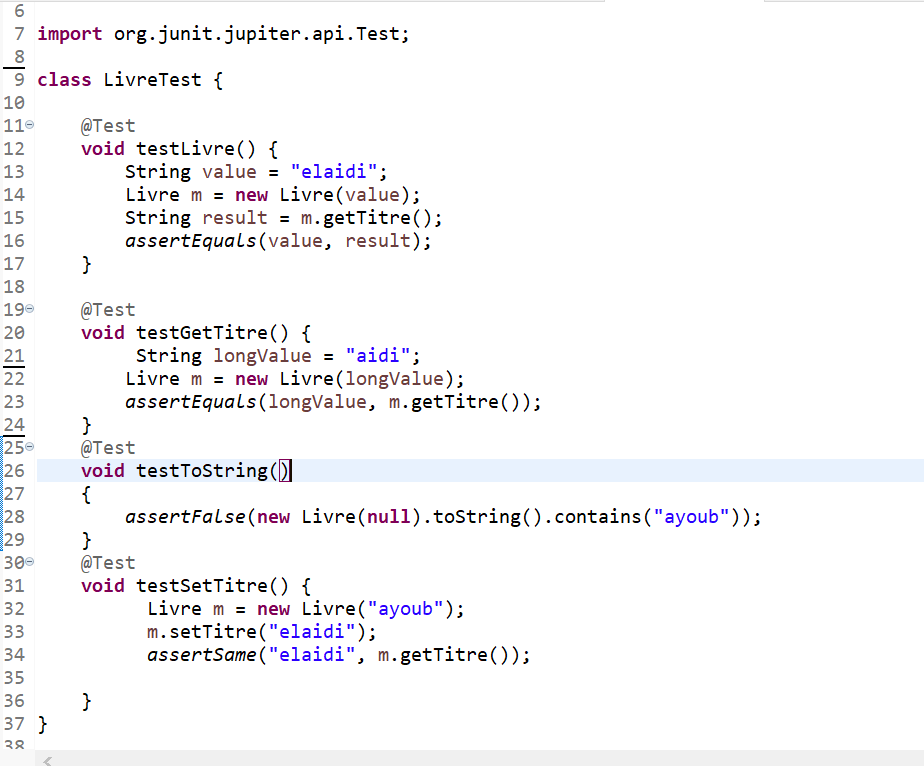 6
7 import org.junit.jupiter.api.Test;
8
9 class LivreTest {
10
11 @Test
12 void testLivre() {
13 String value = "elaidi";
14 Livre m = new Livre(value);
15 String result = m.getTitre();
16 assertEquals(value, result);
17 }
18
19 @Test
20 void testGetTitre() {
21 String longValue = "aidi";
22 Livre m = new Livre(longValue);
23 assertEquals(longValue, m.getTitre());
24 }
25 @Test
26 void testToString()
27 {
28 assertFalse(new Livre(null).toString().contains("ayoub"));
29 }
30 @Test
31 void testSetTitre() {
32 Livre m = new Livre("ayoub");
33 m.setTitre("elaidi");
34 assertSame("elaidi", m.getTitre());
35
36 }
37 }
38